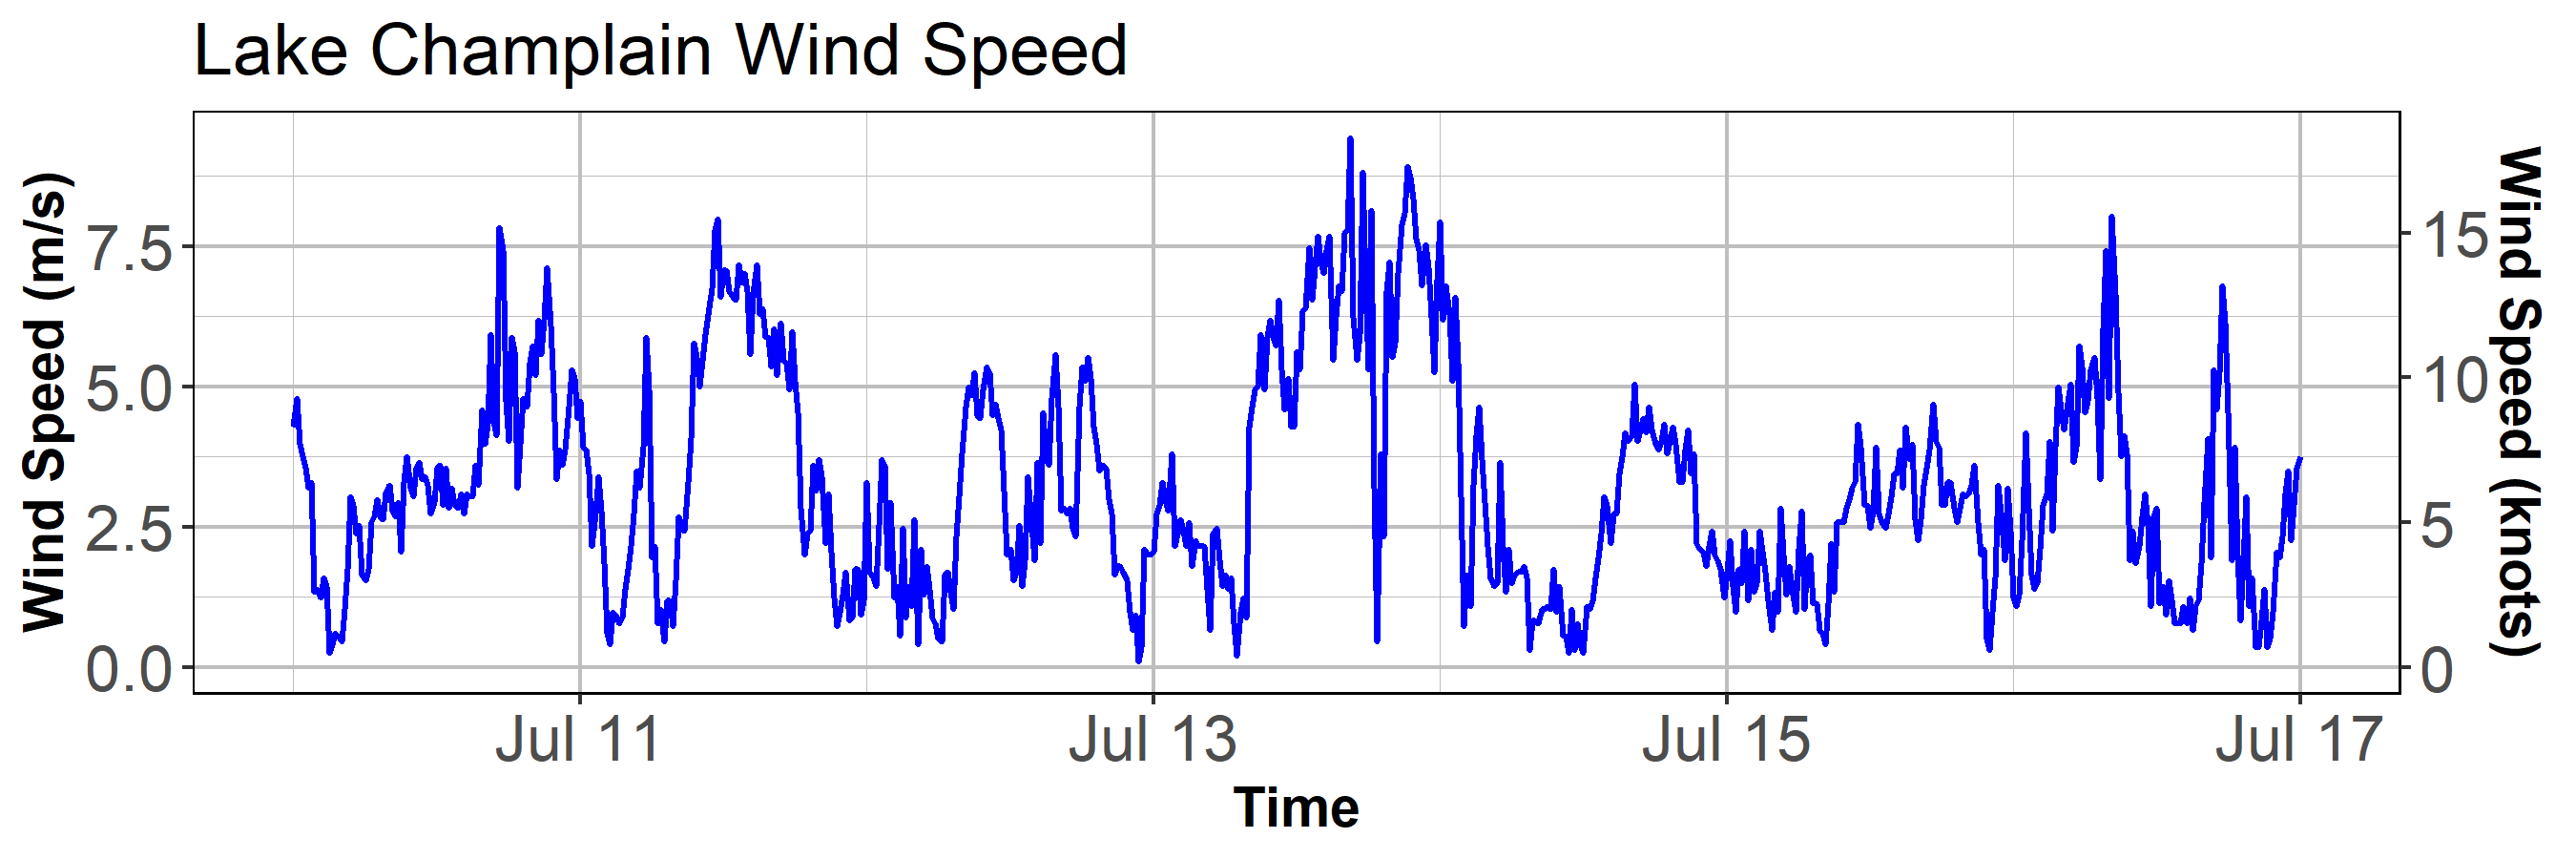 Lake Champlain Wind Speed
Wind Speed (m/s)
7.5
5.0
2.5
0.0
15
10
5
0
Wind Speed (knots)
Jul 11
Jul 13
Jul 15
Jul 17
Time